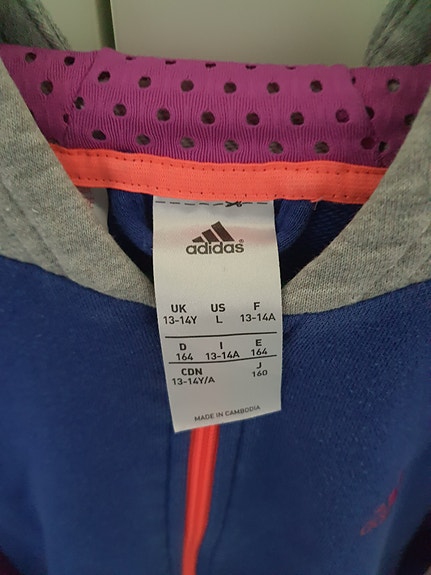 adidas
UK US F
13-14Y L 13-14A
D I E
164 13-14A 164
CDN J
13-14Y/A 160
MADE IN CAMBODIA